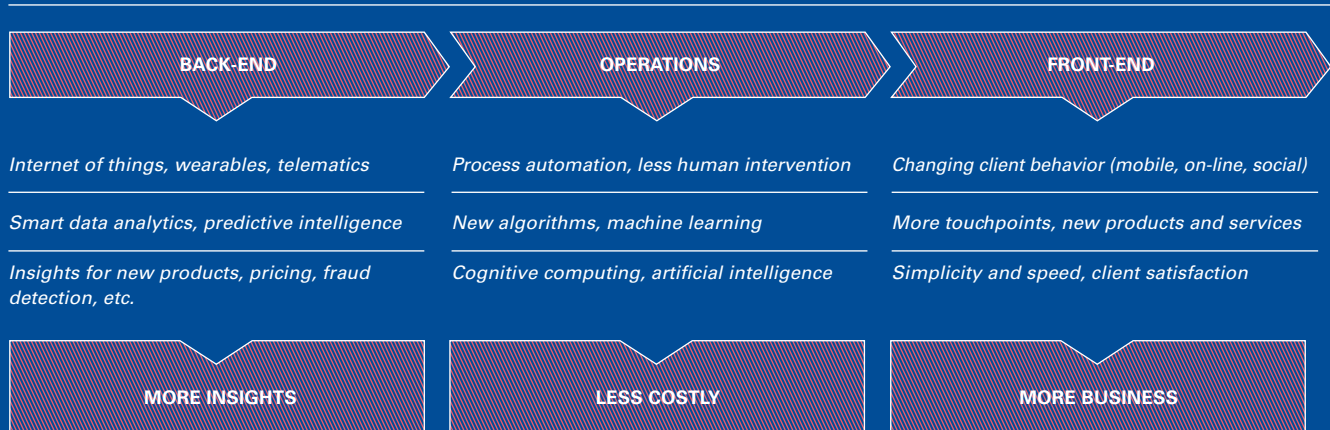 BACK-END
OPERATIONS
FRONT-END
Internet of things, wearables, telematics
Process automation, less human intervention
Changing client behavior (mobile, on-line, social)
Smart data analytics, predictive intelligence
New algorithms, machine learning
More touchpoints, new products and services
Insights for new products, pricing, fraud
detection, etc.
Cognitive computing, artificial intelligence
Simplicity and speed, client satisfaction
MORE INSIGHTS
LESS COSTLY
MORE BUSINESS